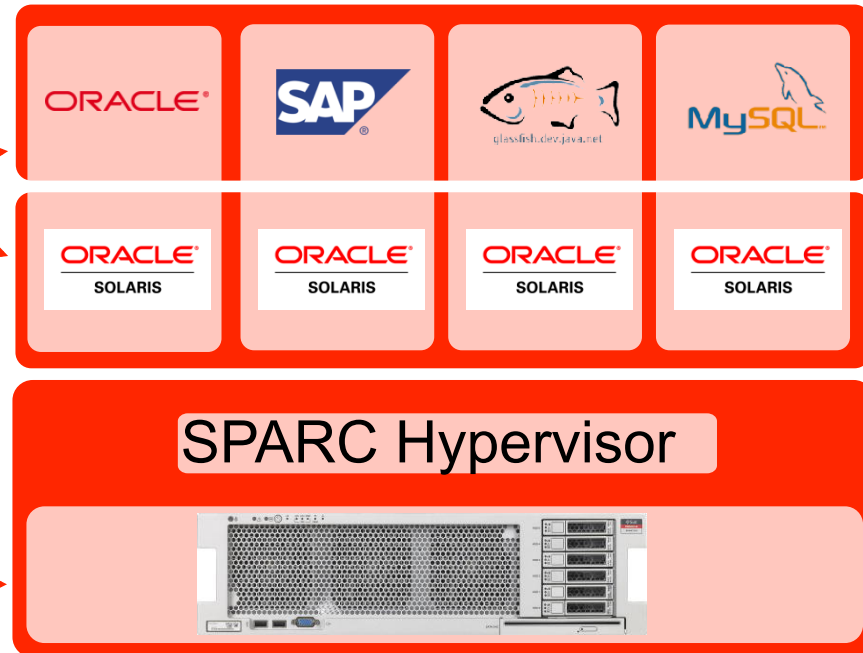 ORACLE®
SAP®
glassfish.dev.java.net
MySQL
ORACLE®
SOLARIS
ORACLE®
SOLARIS
ORACLE®
SOLARIS
ORACLE®
SOLARIS
SPARC Hypervisor